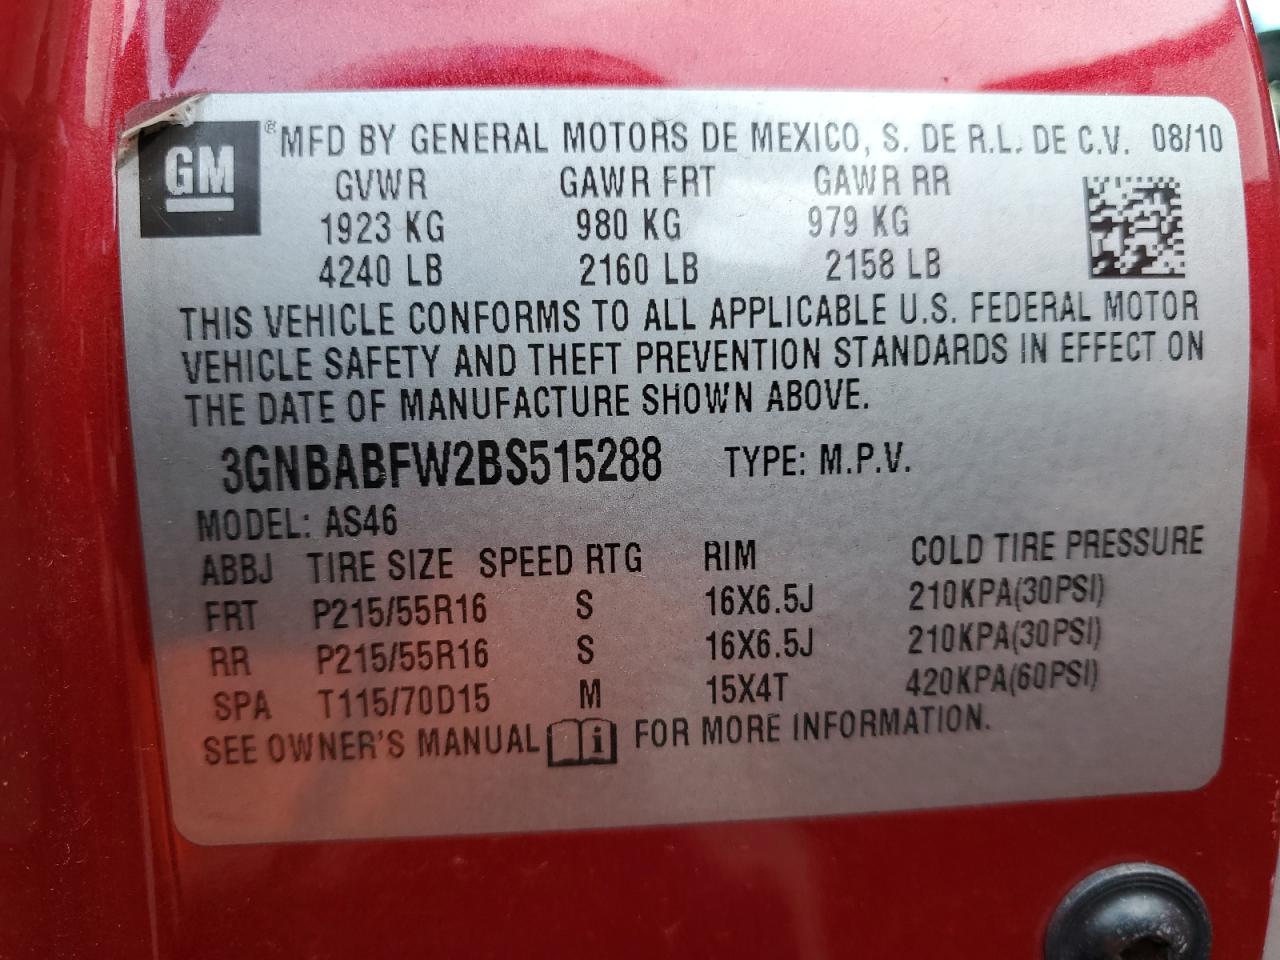 GM ® MFD BY GENERAL MOTORS DE MEXICO, S. DE R.L. DE C.V. 08/10
GVWR GAWR FRT GAWR RR
1923 KG 980 KG 979 KG
4240 LB 2160 LB 2158 LB
THIS VEHICLE CONFORMS TO ALL APPLICABLE U.S. FEDERAL MOTOR
VEHICLE SAFETY AND THEFT PREVENTION STANDARDS IN EFFECT ON
THE DATE OF MANUFACTURE SHOWN ABOVE.
3GNBABFW2BS515288 TYPE: M.P.V.
MODEL: AS46
ABBJ TIRE SIZE SPEED RTG RIM COLD TIRE PRESSURE
FRT P215/55R16 S 16X6.5J 210KPA(30PSI)
RR P215/55R16 S 16X6.5J 210KPA(30PSI)
SPA T115/70D15 M 15X4T 420KPA(60PSI)
SEE OWNER'S MANUAL i FOR MORE INFORMATION.